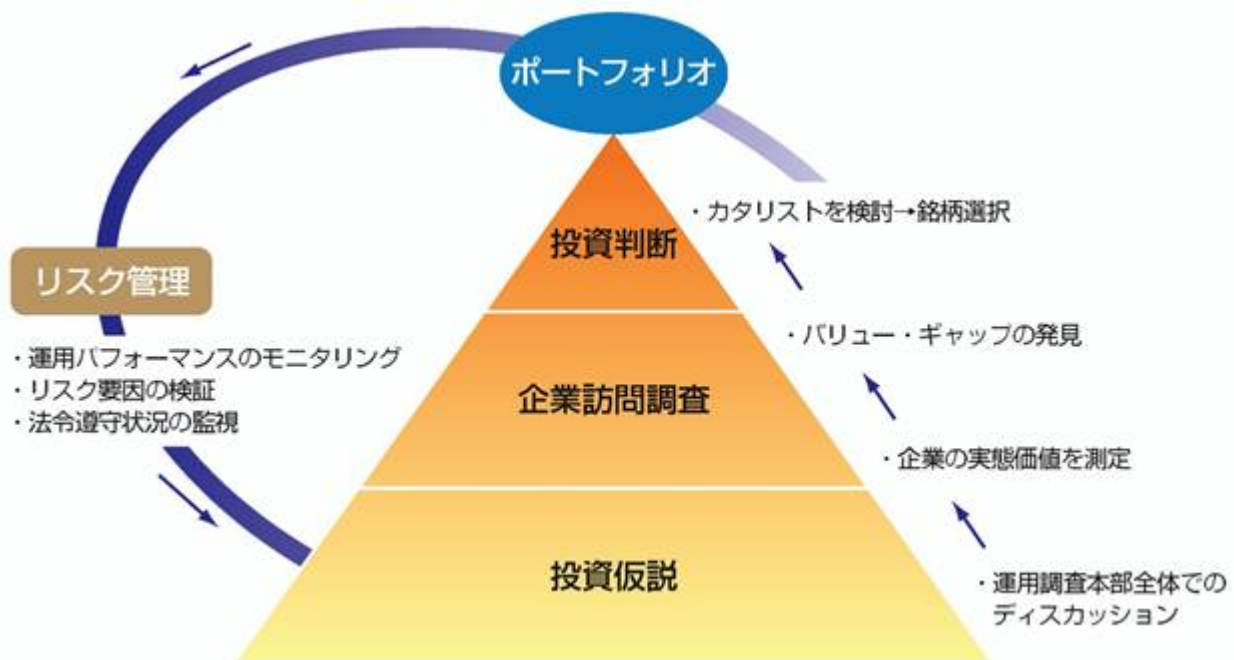 ポートフォリオ
投資判断
企業訪問調査
投資仮説
リスク管理
・運用パフォーマンスのモニタリング
・リスク要因の検証
・法令遵守状況の監視
・カタリストを検討→銘柄選択
・バリュー・ギャップの発見
・企業の実態価値を測定
・運用調査本部全体での
ディスカッション